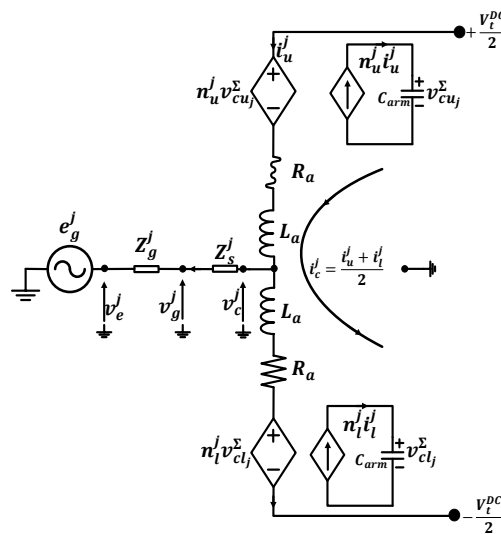 + V_t^{DC}/2
i_u^j
n_u^j i_u^j
+
−
n_u^j v_{cu_j}^Σ
C_{arm}
+
−
v_{cu_j}^Σ
R_a
e_g^j
Z_g^j
Z_s^j
L_a
i_c^j = (i_u^j + i_l^j)/2
v_e^j
v_g^j
v_c^j
L_a
R_a
n_l^j i_l^j
+
−
n_l^j v_{cl_j}^Σ
C_{arm}
+
−
v_{cl_j}^Σ
− V_t^{DC}/2